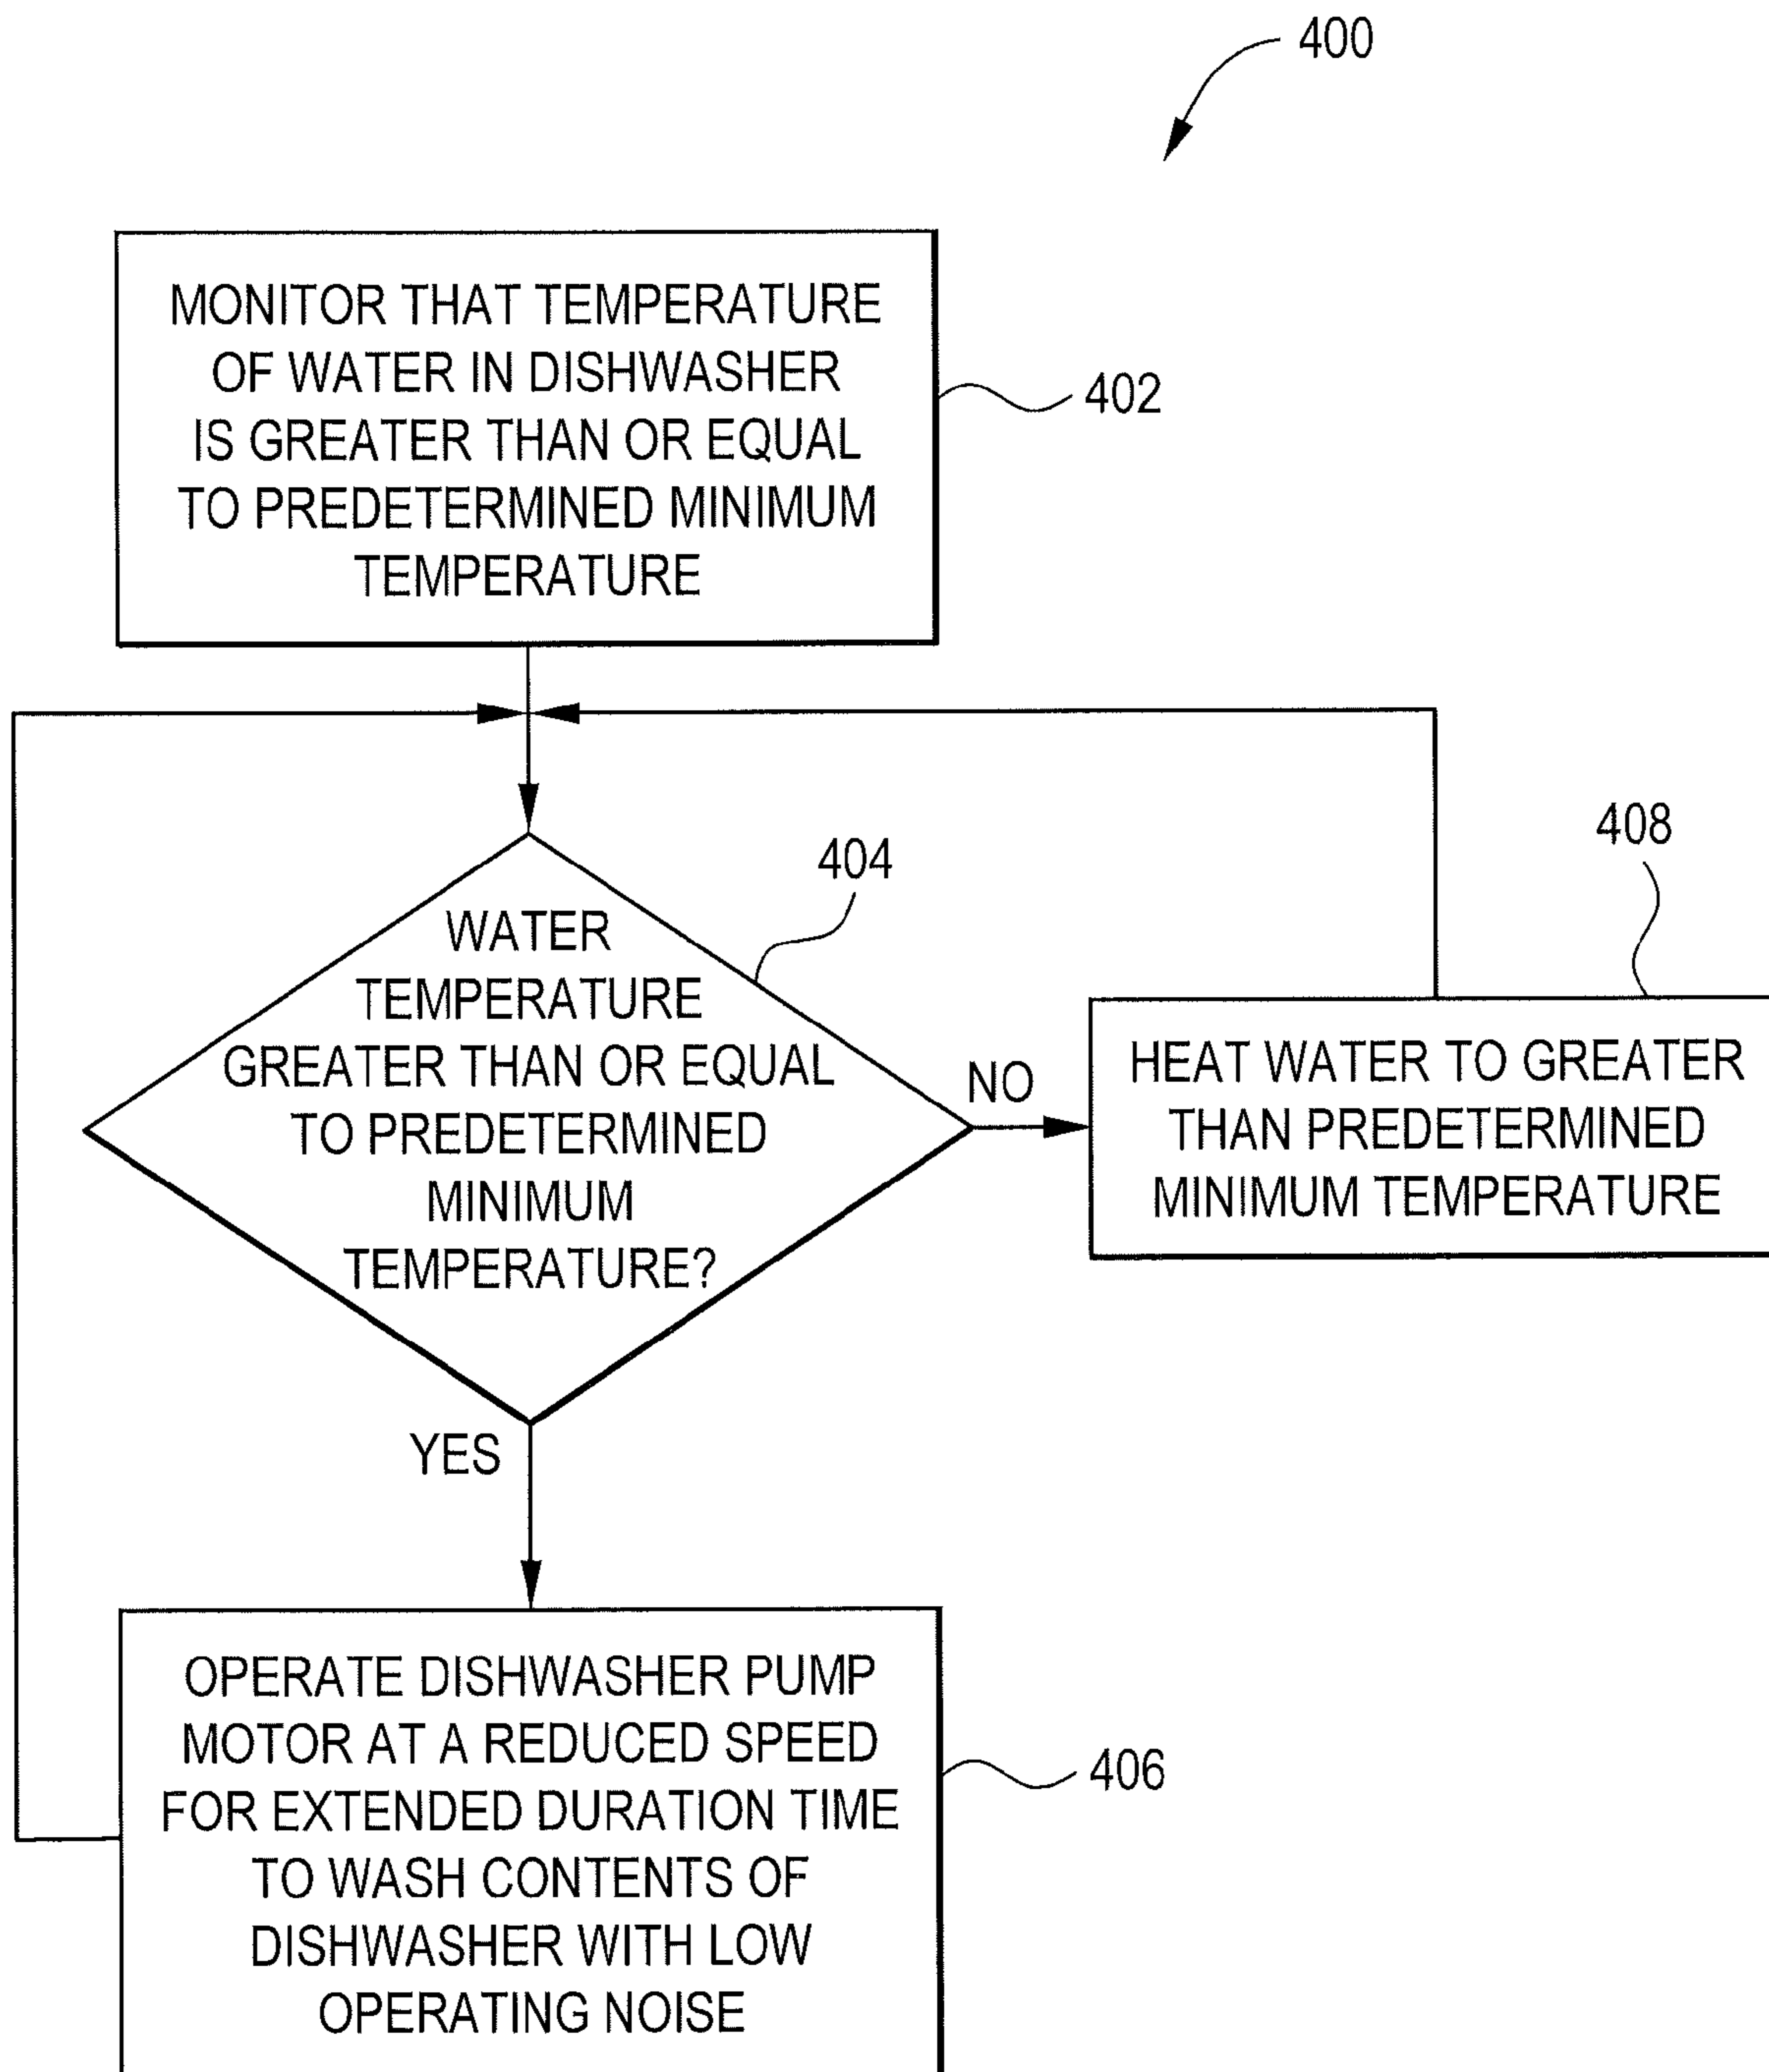 400
MONITOR THAT TEMPERATURE
OF WATER IN DISHWASHER
IS GREATER THAN OR EQUAL
TO PREDETERMINED MINIMUM
TEMPERATURE
402
404
WATER
TEMPERATURE
GREATER THAN OR EQUAL
TO PREDETERMINED
MINIMUM
TEMPERATURE?
NO
408
HEAT WATER TO GREATER
THAN PREDETERMINED
MINIMUM TEMPERATURE
YES
OPERATE DISHWASHER PUMP
MOTOR AT A REDUCED SPEED
FOR EXTENDED DURATION TIME
TO WASH CONTENTS OF
DISHWASHER WITH LOW
OPERATING NOISE
406